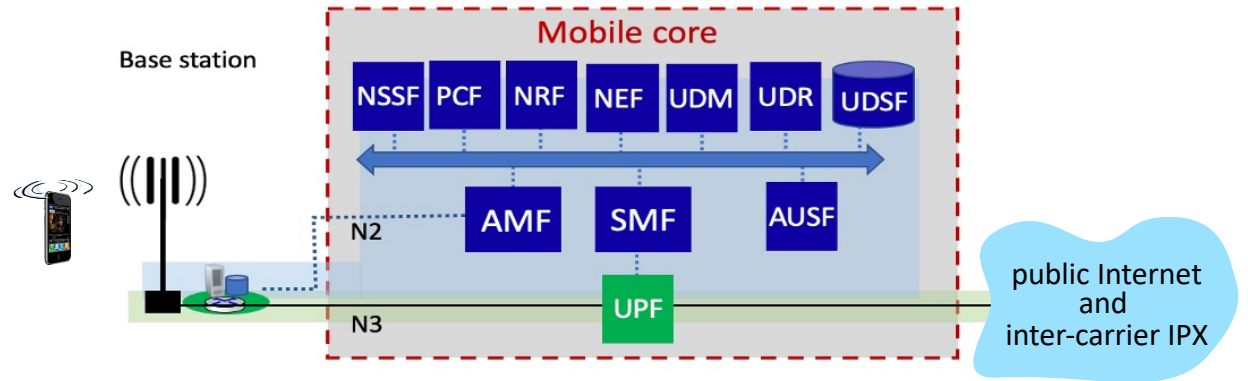 Mobile core
Base station
NSSF PCF NRF NEF UDM UDR UDSF
AMF SMF AUSF
N2
UPF
N3
public Internet
and
inter-carrier IPX